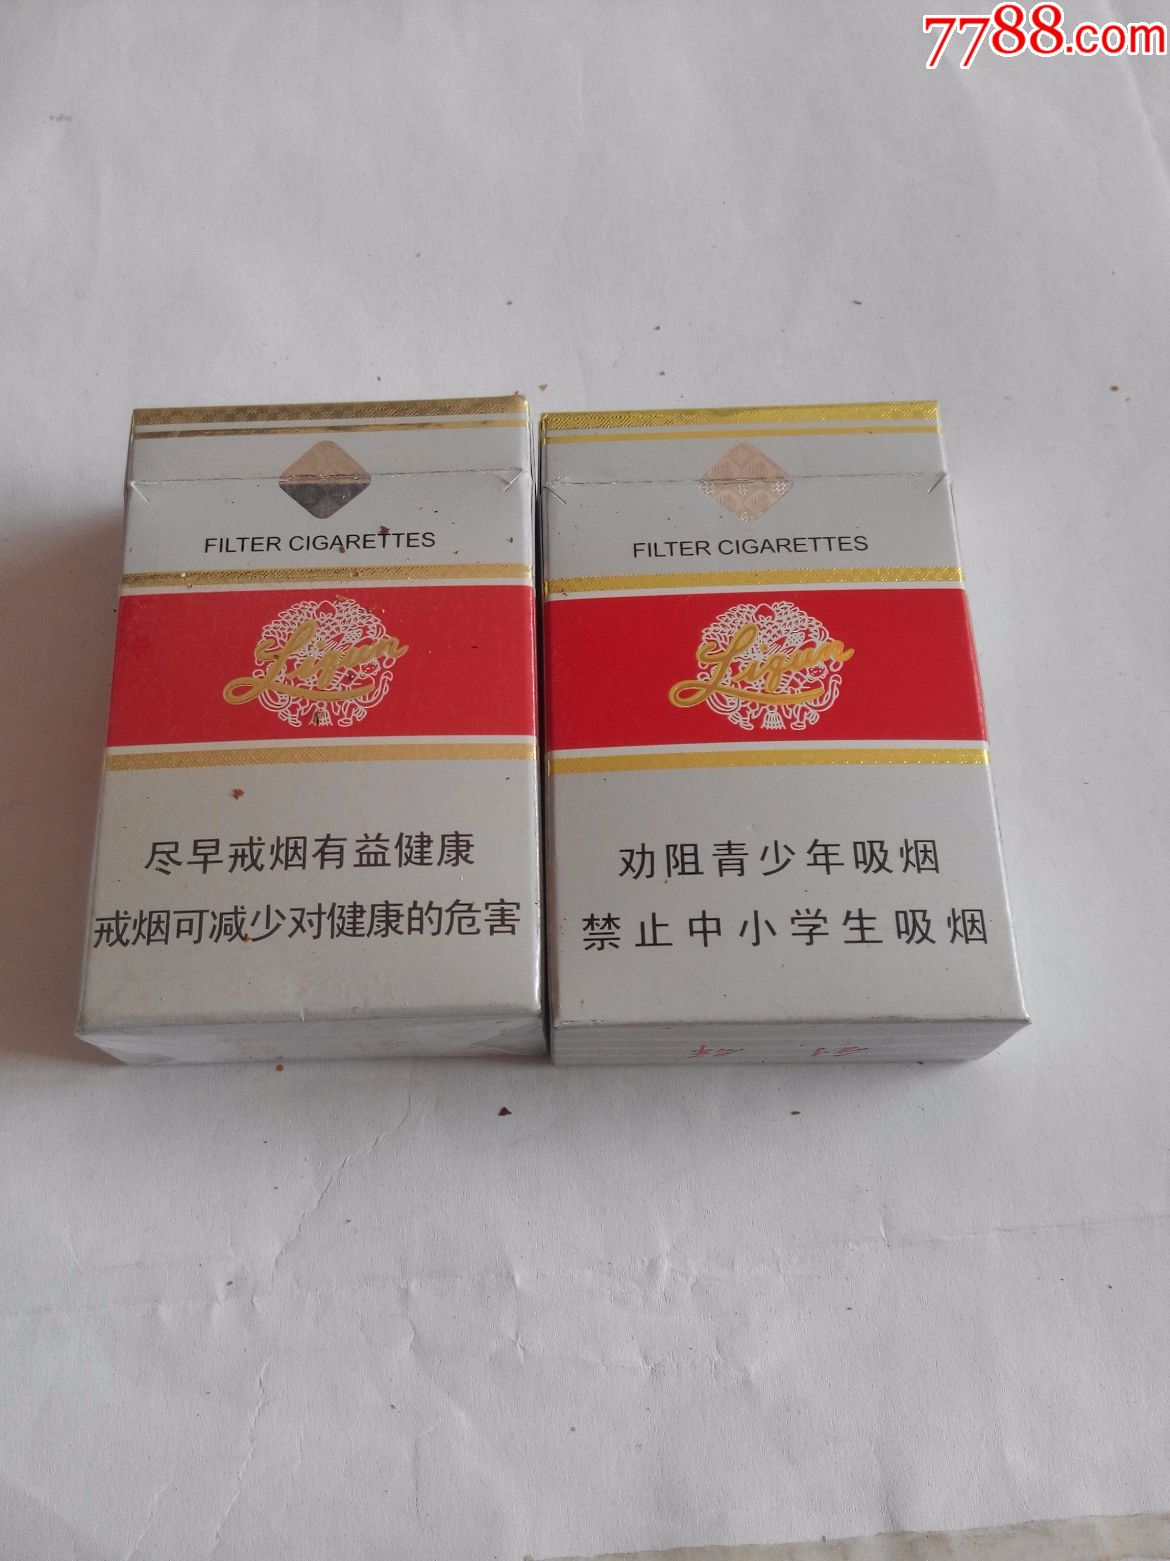 7788.com
FILTER CIGARETTES
Liqun
尽早戒烟有益健康
戒烟可减少对健康的危害
FILTER CIGARETTES
Liqun
劝阻青少年吸烟
禁止中小学生吸烟